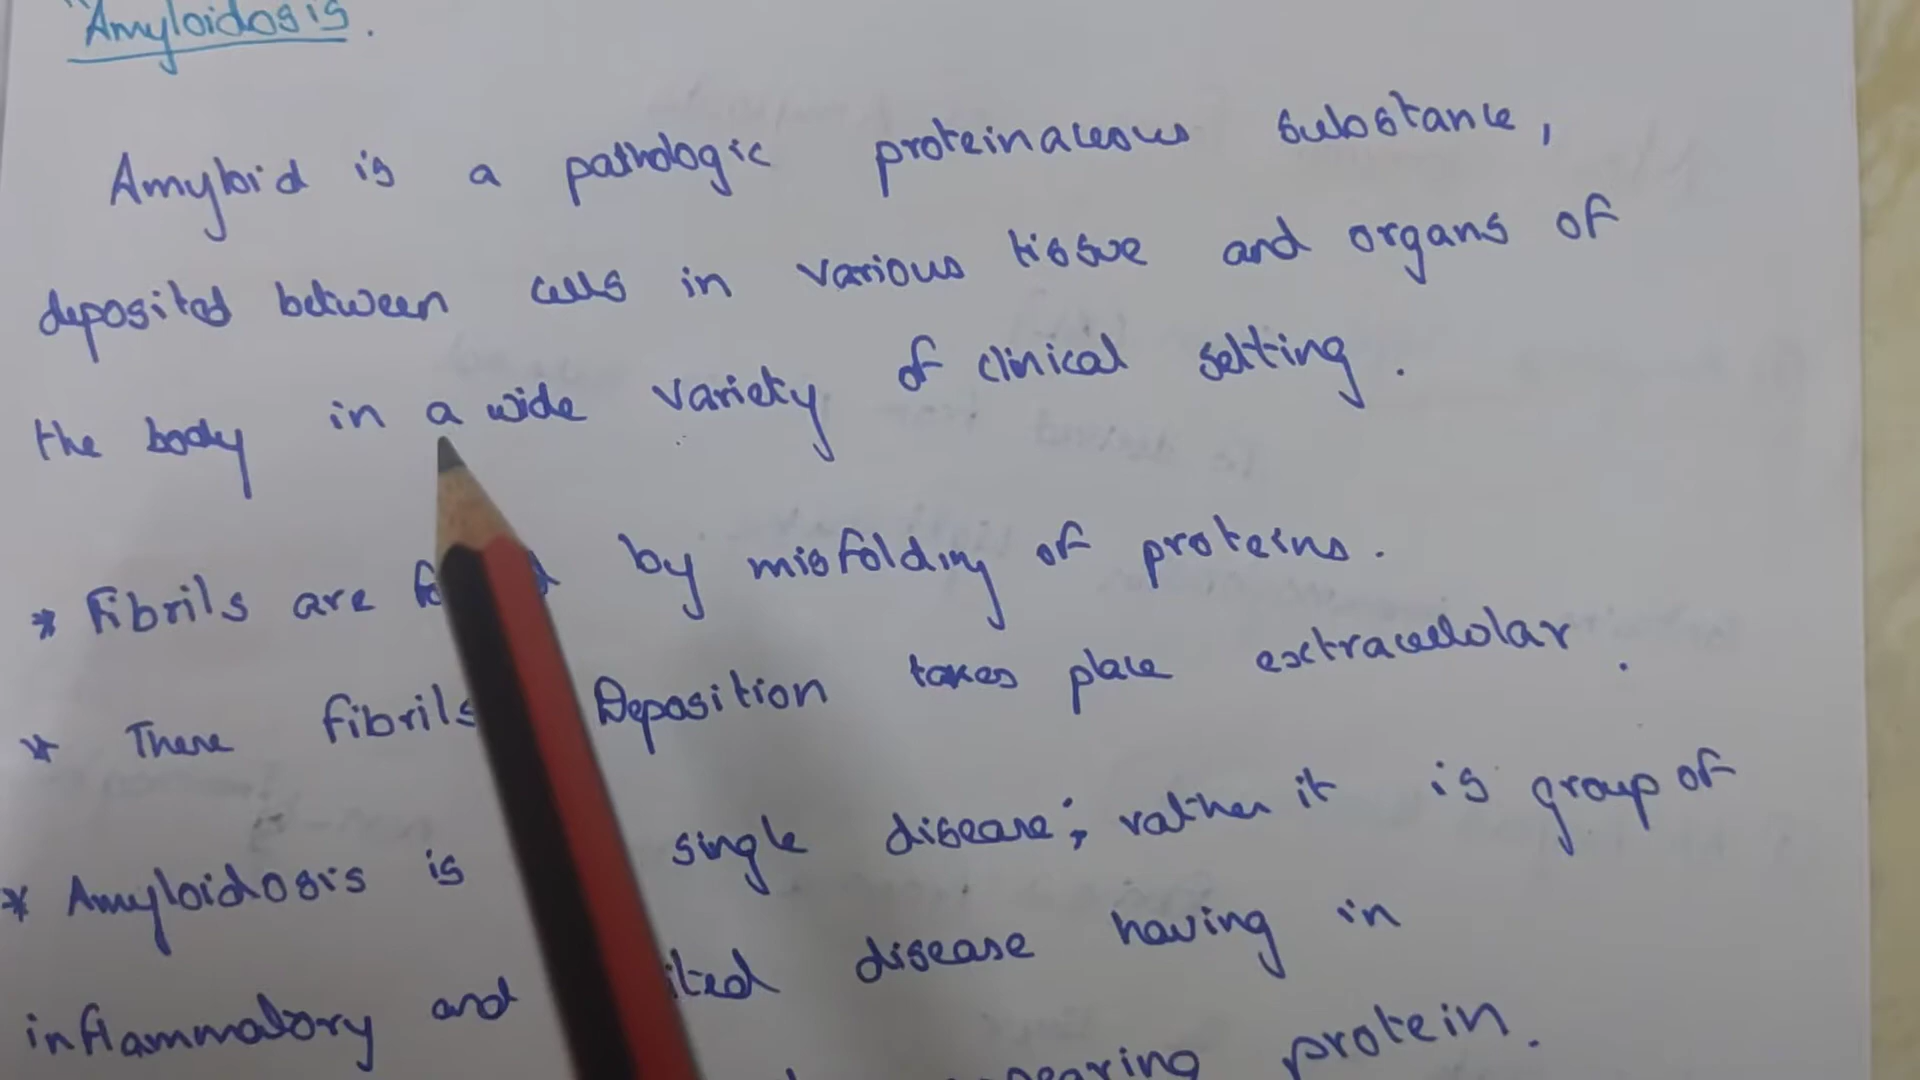 "Amyloidosis.
Amyloid is a pathologic proteinaceous substance,
deposited between cells in various tissue and organs of
the body in a wide variety of clinical setting.
* Fibrils are by misfolding of proteins.
* These fibrils Deposition takes place extracellular.
* Amyloidosis is single disease; rather it is group of
inflammatory and disease having in
protein.